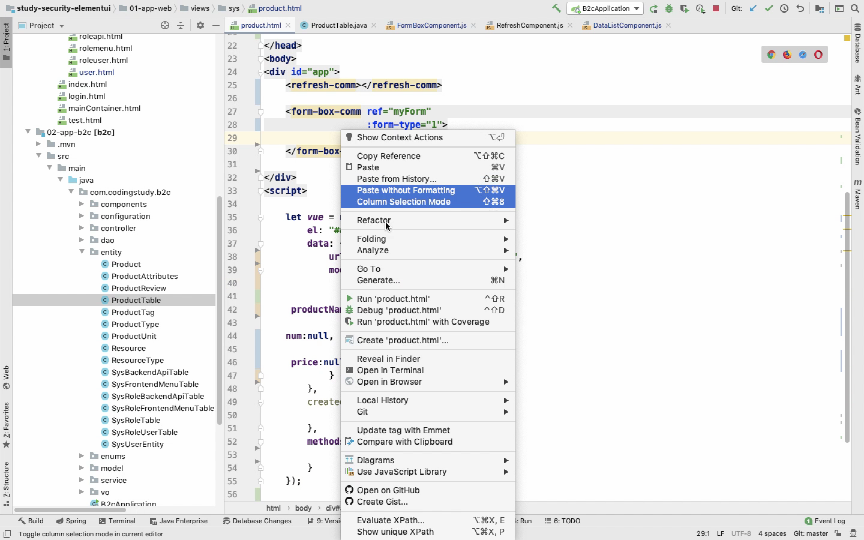 study-security-elementui
01-app-web
views
sys
product.html
B2cApplication
Git:
Project
product.html
ProductTable.java
FormBoxComponent.js
RefreshComponent.js
DataListComponent.js
roleapi.html
rolemenu.html
roleuser.html
user.html
index.html
login.html
mainContainer.html
test.html
02-app-b2c [b2c]
.mvn
src
main
java
com.codingstudy.b2c
components
configuration
controller
dao
entity
Product
ProductAttributes
ProductReview
ProductTable
ProductTag
ProductType
ProductUnit
Resource
ResourceType
SysBackendApiTable
SysFrontendMenuTable
SysRoleBackendApiTable
SysRoleFrontendMenuTable
SysRoleTable
SysRoleUserTable
SysUserEntity
enums
model
service
vo
B2cApplication
22 </head>
23 <body>
24 <div id="app">
25 <refresh-comm></refresh-comm>
26
27 <form-box-comm ref="myForm"
28 :form-type="1">
29
30 </form-box
31
32 </div>
33 <script>
34
35 let vue =
36 el: "#
37 data:
38 ur
39 mo
40
41
42 productNa
43
44 num:null,
45
46 price:nul
47 }
48 },
49 create
50
51 },
52 method
53
54 }
55 });
56
Show Context Actions ⌥⏎
Copy Reference ⌥⇧⌘C
Paste ⌘V
Paste from History... ⇧⌘V
Paste without Formatting ⌥⇧⌘V
Column Selection Mode ⇧⌘8
Refactor
Folding
Analyze
Go To
Generate... ⌘N
Run 'product.html' ^⇧R
Debug 'product.html' ^⇧D
Run 'product.html' with Coverage
Create 'product.html'...
Reveal in Finder
Open in Terminal
Open in Browser
Local History
Git
Update tag with Emmet
Compare with Clipboard
Diagrams
Use JavaScript Library
Open on GitHub
Create Gist...
Evaluate XPath... ⌥⌘X, E
Show unique XPath ⌥⌘X, P
1: Project
Web
2: Favorites
Z: Structure
Database
Ant
Bean Validation
Maven
html
body
Build
Spring
Terminal
Java Enterprise
Database Changes
Run
6: TODO
Event Log
Toggle column selection mode in current editor
29:1
LF
UTF-8
4 spaces
Git: master